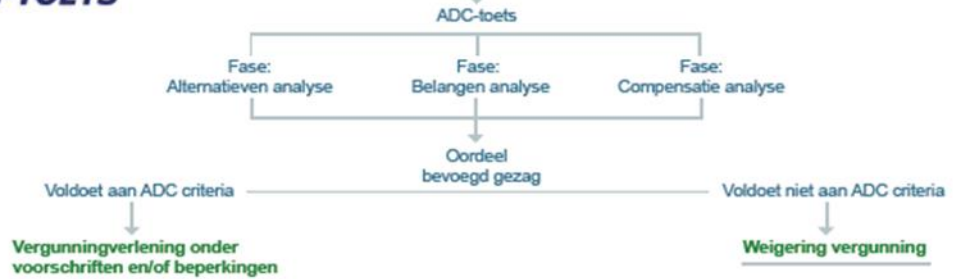 ADC-toets
Fase:
Alternatieven analyse
Fase:
Belangen analyse
Fase:
Compensatie analyse
Oordeel
bevoegd gezag
Voldoet aan ADC criteria
Voldoet niet aan ADC criteria
Vergunningverlening onder
voorschriften en/of beperkingen
Weigering vergunning